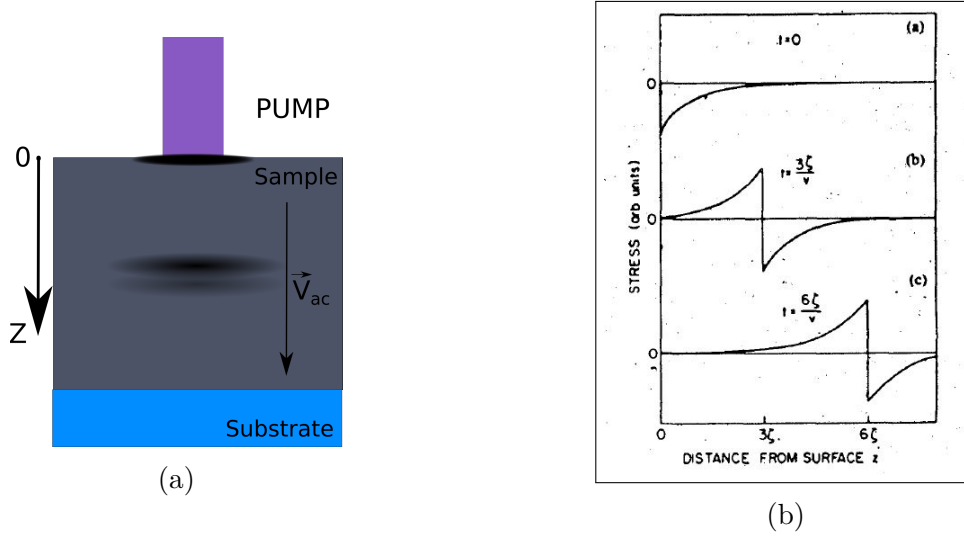 PUMP
0
Sample
V ac
Z
Substrate
(a)
(a)
t=0
0
(b)
t = 3ζ/v
0
STRESS (arb units)
(c)
t = 6ζ/v
0
0 3ζ 6ζ
DISTANCE FROM SURFACE z
(b)